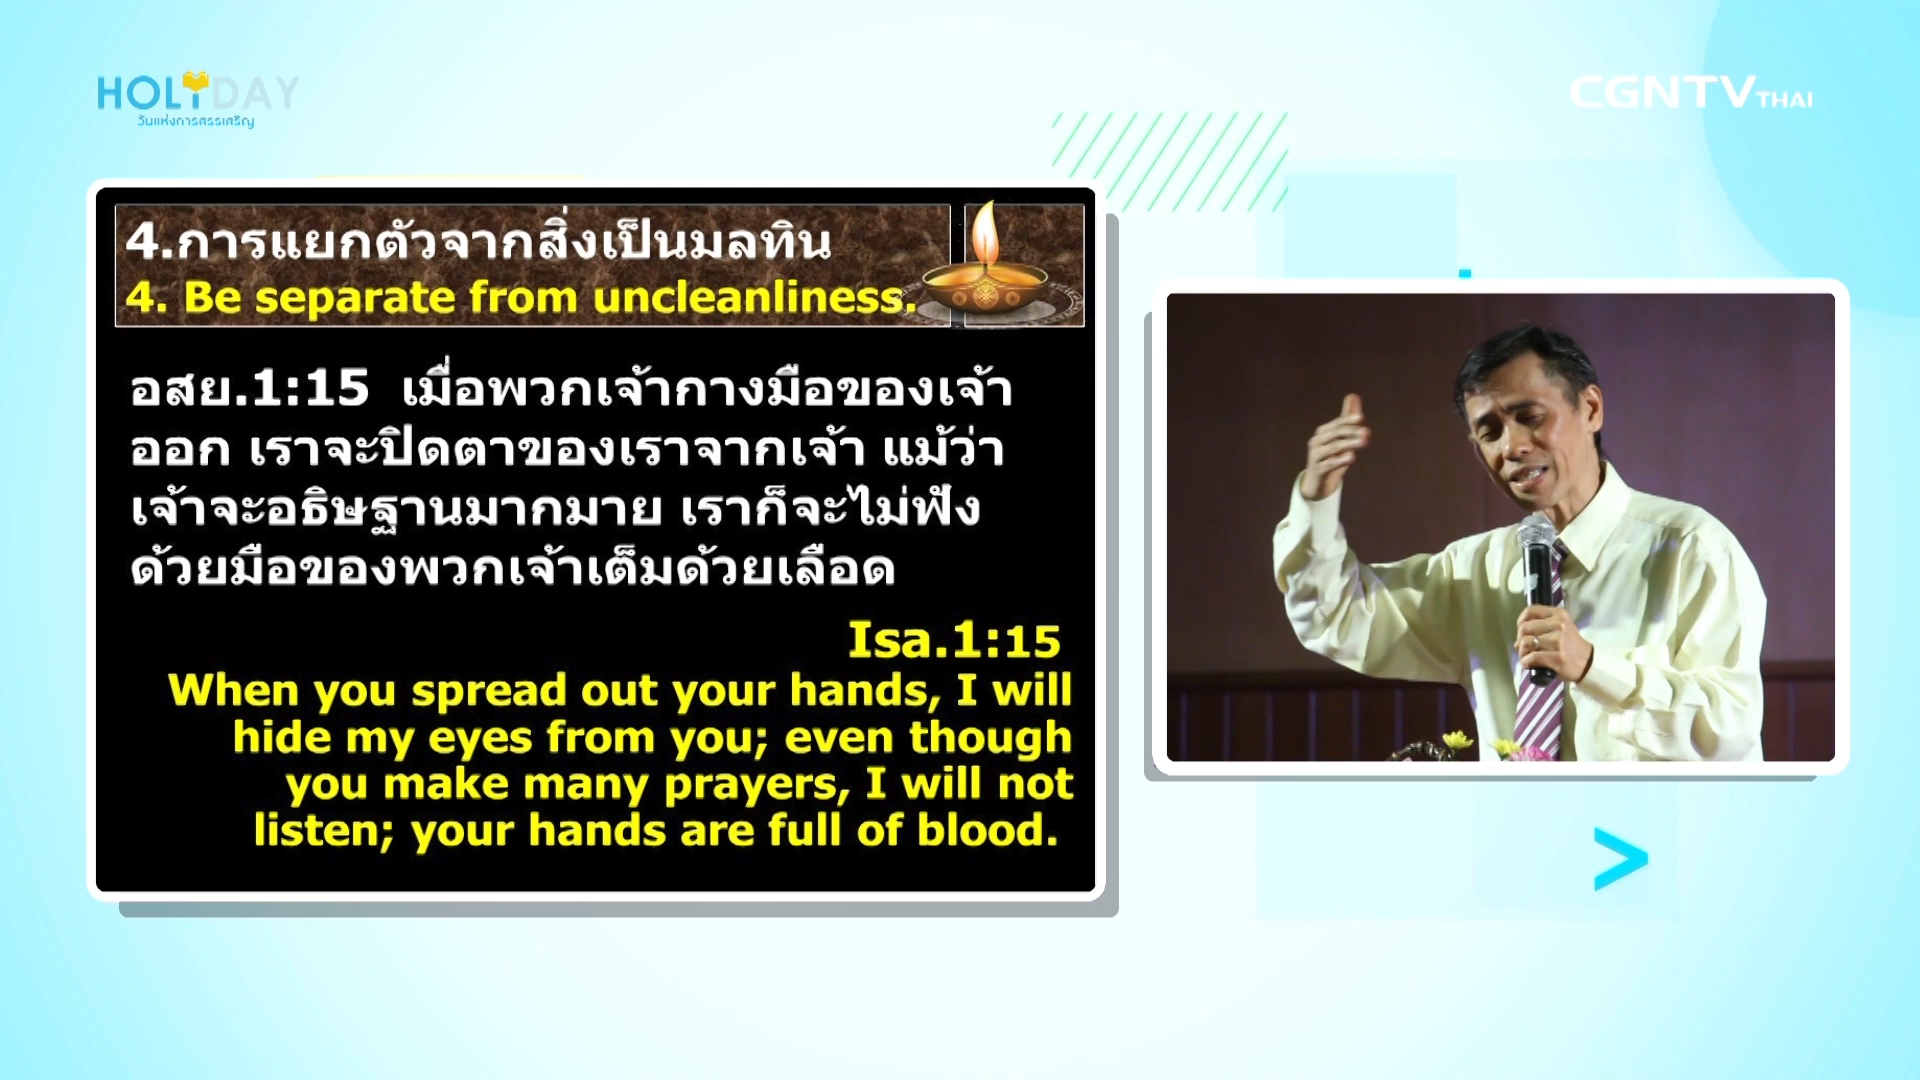 HOLYDAY
วันแห่งการสรรเสริญ
CGNTV THAI
4.การแยกตัวจากสิ่งเป็นมลทิน
4. Be separate from uncleanliness.
อสย.1:15 เมื่อพวกเจ้ากางมือของเจ้า
ออก เราจะปิดตาของเราจากเจ้า แม้ว่า
เจ้าจะอธิษฐานมากมาย เราก็จะไม่ฟัง
ด้วยมือของพวกเจ้าเต็มด้วยเลือด
Isa.1:15
When you spread out your hands, I will
hide my eyes from you; even though
you make many prayers, I will not
listen; your hands are full of blood.